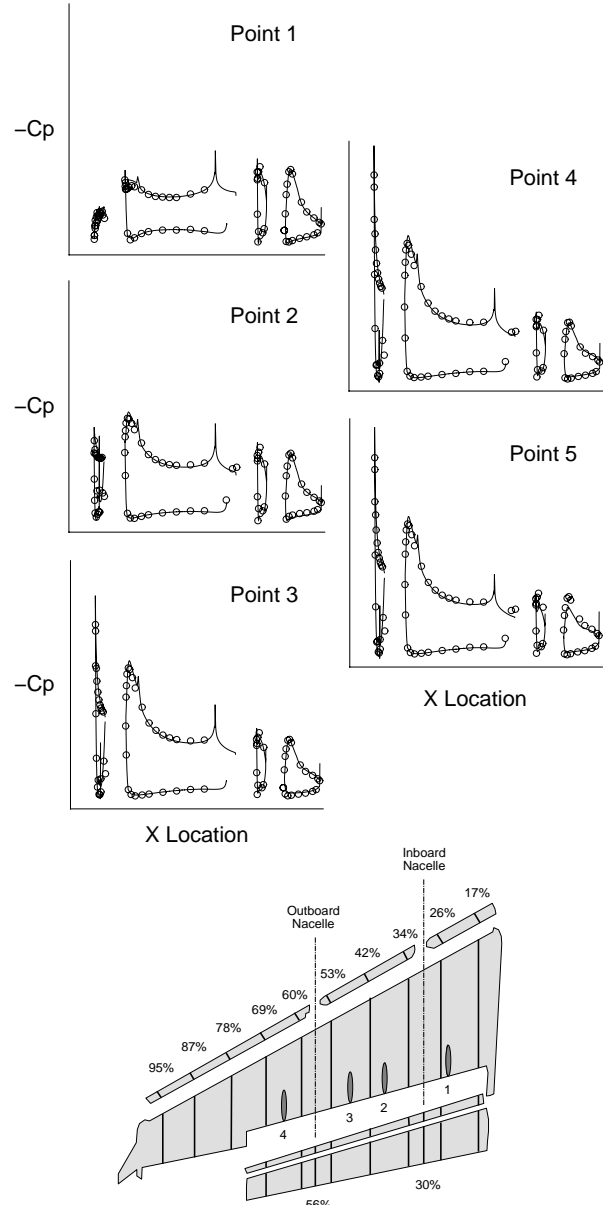 Point 1
–Cp
Point 4
Point 2
–Cp
Point 5
Point 3
–Cp
X Location
X Location
Inboard
Nacelle
17%
26%
Outboard
Nacelle
34%
42%
53%
60%
69%
78%
87%
95%
1
2
3
4
30%
56%